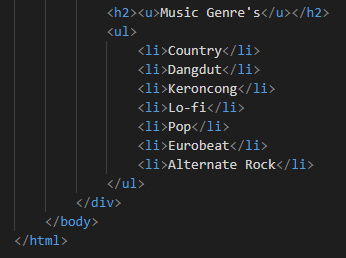 <h2><u>Music Genre's</u></h2>
<ul>
<li>Country</li>
<li>Dangdut</li>
<li>Keroncong</li>
<li>Lo-fi</li>
<li>Pop</li>
<li>Eurobeat</li>
<li>Alternate Rock</li>
</ul>
</div>
</body>
</html>